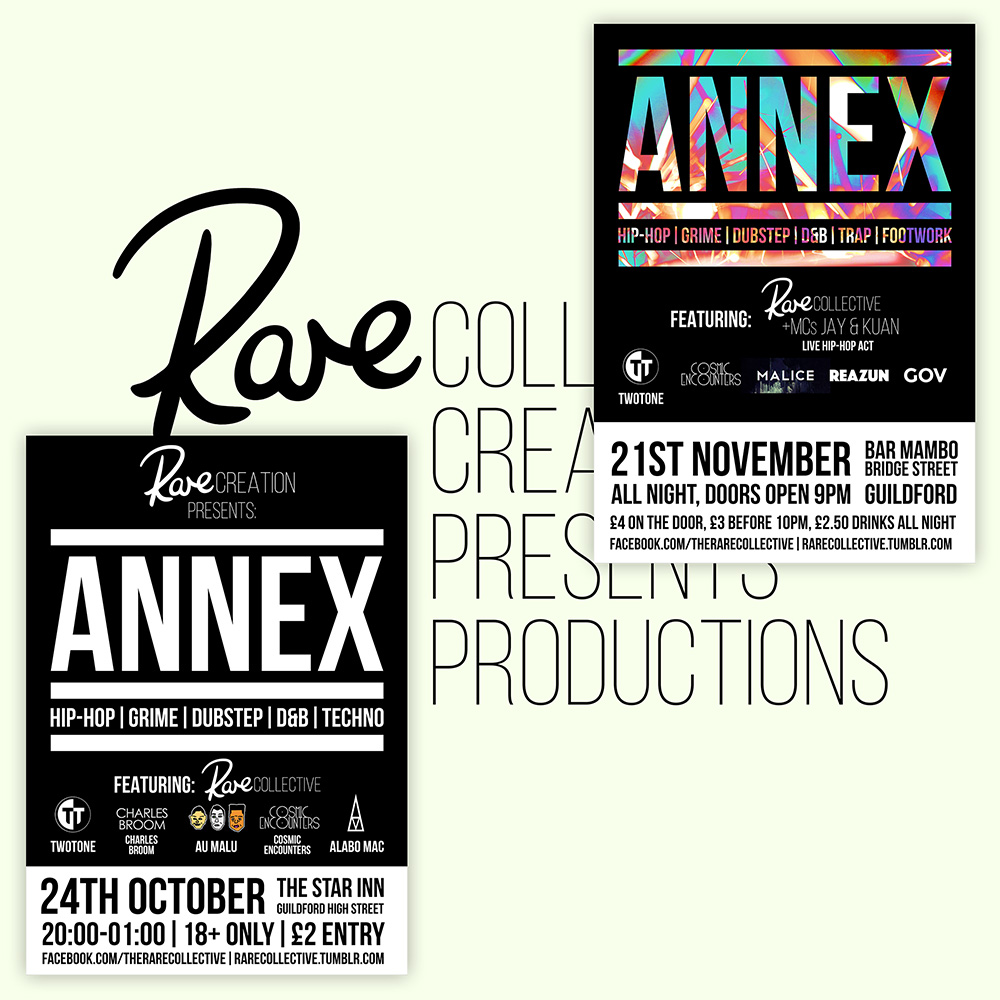 Rare COLL
CREA
PRESENTS
PRODUCTIONS
ANNEX
HIP-HOP | GRIME | DUBSTEP | D&B | TRAP | FOOTWORK
FEATURING: Rare COLLECTIVE
+MCs JAY & KUAN
LIVE HIP-HOP ACT
TT COSMIC ENCOUNTERS MALICE REAZUN GOV
TWOTONE
21ST NOVEMBER BAR MAMBO
BRIDGE STREET
ALL NIGHT, DOORS OPEN 9PM GUILDFORD
£4 ON THE DOOR, £3 BEFORE 10PM, £2.50 DRINKS ALL NIGHT
FACEBOOK.COM/THERARECOLLECTIVE | RARECOLLECTIVE.TUMBLR.COM
Rare CREATION
PRESENTS:
ANNEX
HIP-HOP | GRIME | DUBSTEP | D&B | TECHNO
FEATURING: Rare COLLECTIVE
TT CHARLES BROOM COSMIC ENCOUNTERS
TWOTONE CHARLES BROOM AU MALU COSMIC ENCOUNTERS ALABO MAC
24TH OCTOBER THE STAR INN
GUILDFORD HIGH STREET
20:00-01:00 | 18+ ONLY | £2 ENTRY
FACEBOOK.COM/THERARECOLLECTIVE | RARECOLLECTIVE.TUMBLR.COM